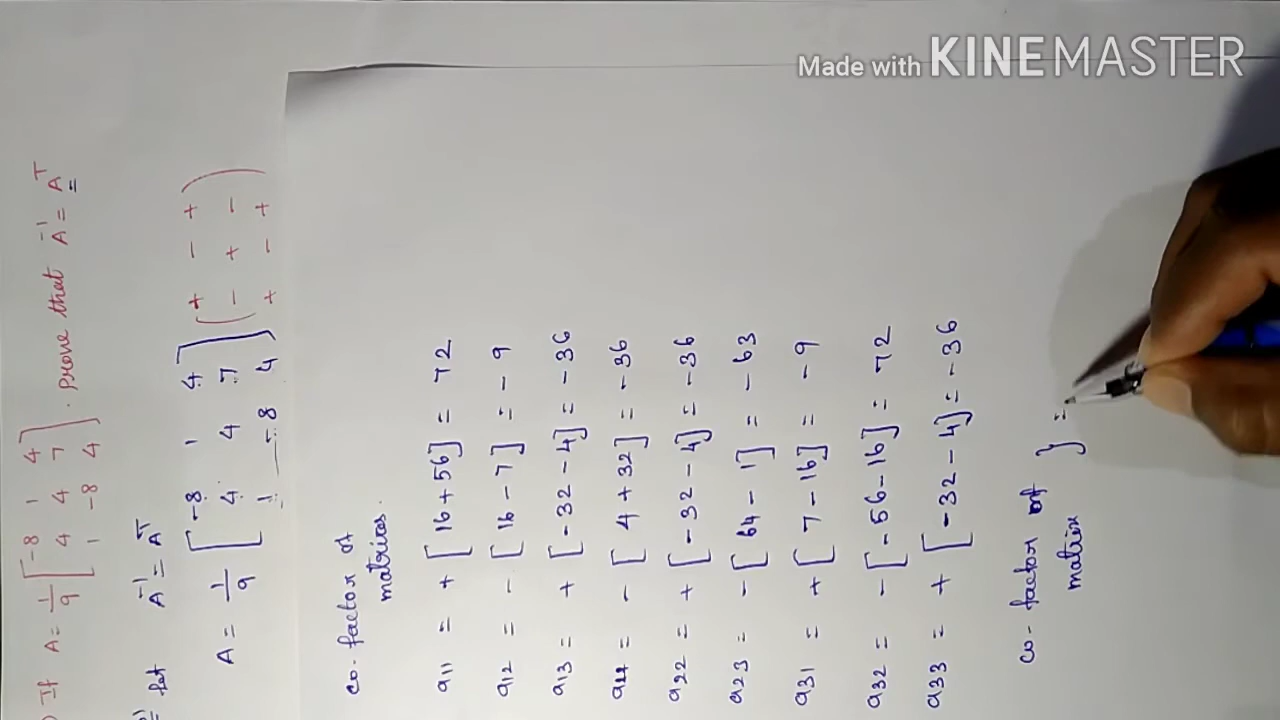 Made with KINEMASTER
) If A = 1/9 [ -8 1 4
4 4 7
1 -8 4 ] . prove that A⁻¹ = Aᵀ
let A⁻¹ = Aᵀ
A = 1/9 [ -8 1 4
4 4 7
1 -8 4 ] ( + - +
- + -
+ - + )
co-factor of
matrices.
a11 = + [ 16 + 56 ] = 72
a12 = - [ 16 - 7 ] = - 9
a13 = + [ -32 - 4 ] = -36
= - [ 4 + 32 ] = -36
a22 = + [ -32 - 4 ] = -36
a23 = - [ 64 - 1 ] = - 63
a31 = + [ 7 - 16 ] = - 9
a32 = - [ -56 - 16 ] = 72
a33 = + [ -32 - 4 ] = -36
co-factor of
matrix } =